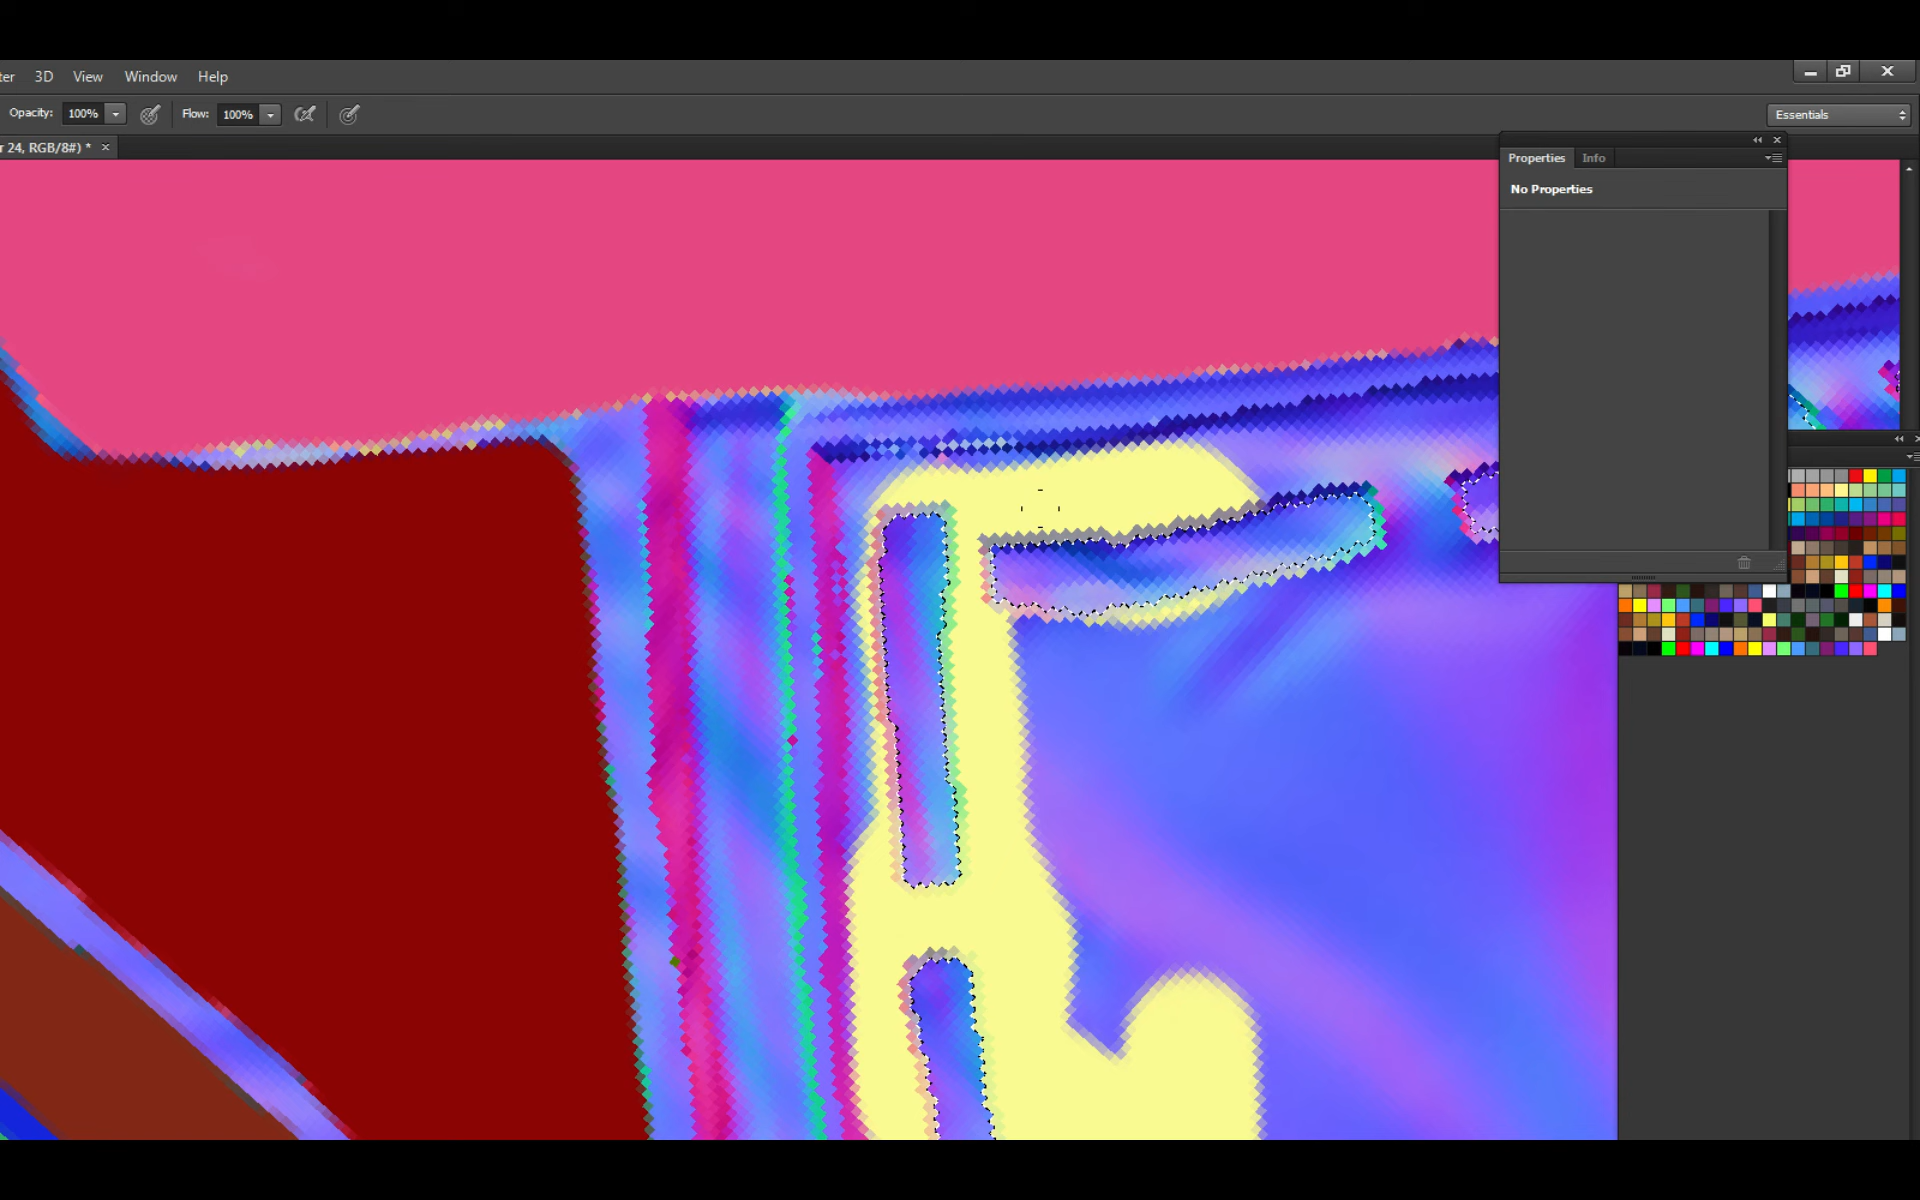 ter 3D View Window Help
Opacity: 100% Flow: 100% Essentials
r 24, RGB/8#) * ×
Properties Info
No Properties